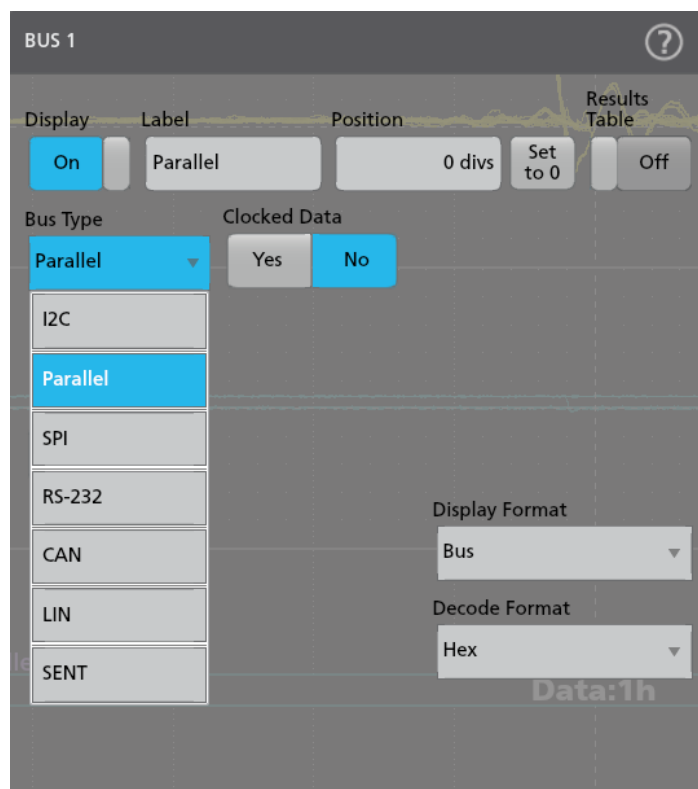 BUS 1
?
Display Label Position Results Table
On Parallel 0 divs Set to 0 Off
Bus Type Clocked Data
Parallel Yes No
I2C
Parallel
SPI
RS-232
CAN
LIN
SENT
Display Format
Bus
Decode Format
Hex
Data:1h